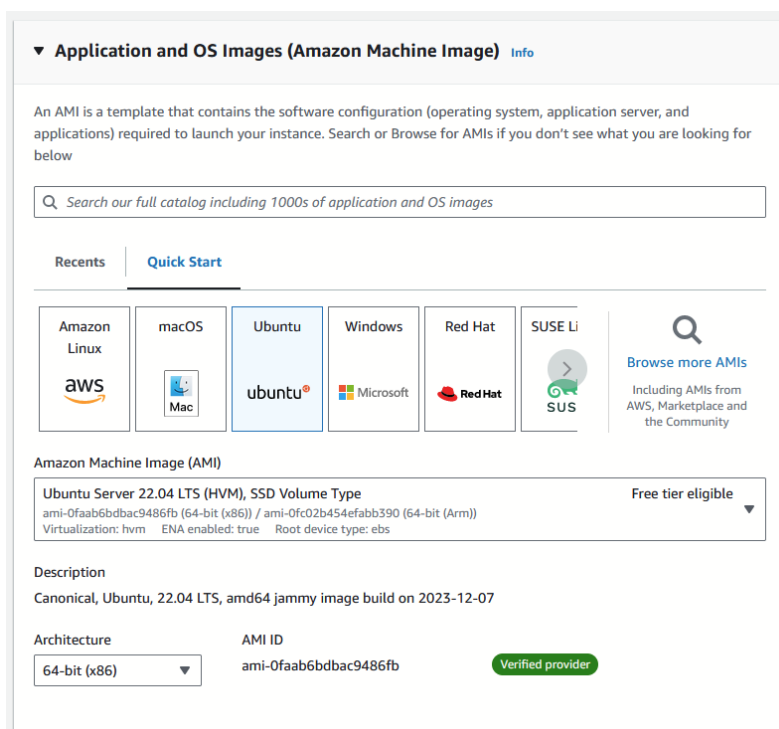 Application and OS Images (Amazon Machine Image) Info
An AMI is a template that contains the software configuration (operating system, application server, and
applications) required to launch your instance. Search or Browse for AMIs if you don't see what you are looking for
below
Search our full catalog including 1000s of application and OS images
Recents Quick Start
Amazon
Linux
aws
macOS
Mac
Ubuntu
ubuntu
Windows
Microsoft
Red Hat
Red Hat
SUSE Li
SUS
Browse more AMIs
Including AMIs from
AWS, Marketplace and
the Community
Amazon Machine Image (AMI)
Ubuntu Server 22.04 LTS (HVM), SSD Volume Type Free tier eligible
ami-0faab6bdbac9486fb (64-bit (x86)) / ami-0fc02b454efabb390 (64-bit (Arm))
Virtualization: hvm ENA enabled: true Root device type: ebs
Description
Canonical, Ubuntu, 22.04 LTS, amd64 jammy image build on 2023-12-07
Architecture AMI ID
64-bit (x86) ami-0faab6bdbac9486fb Verified provider